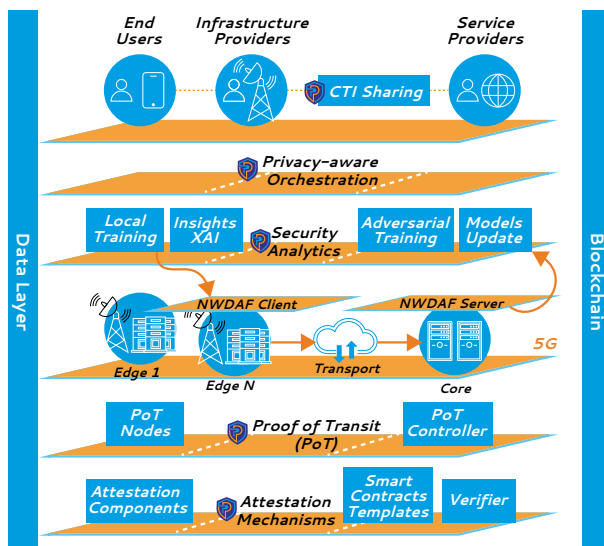 End
Users
Infrastructure
Providers
Service
Providers
CTI Sharing
Privacy-aware
Orchestration
Local
Training
Insights
XAI
Security
Analytics
Adversarial
Training
Models
Update
NWDAF Client
NWDAF Server
5G
Edge 1
Edge N
Transport
Core
PoT
Nodes
Proof of Transit
(PoT)
PoT
Controller
Attestation
Components
Attestation
Mechanisms
Smart
Contracts
Templates
Verifier
Data Layer
Blockchain